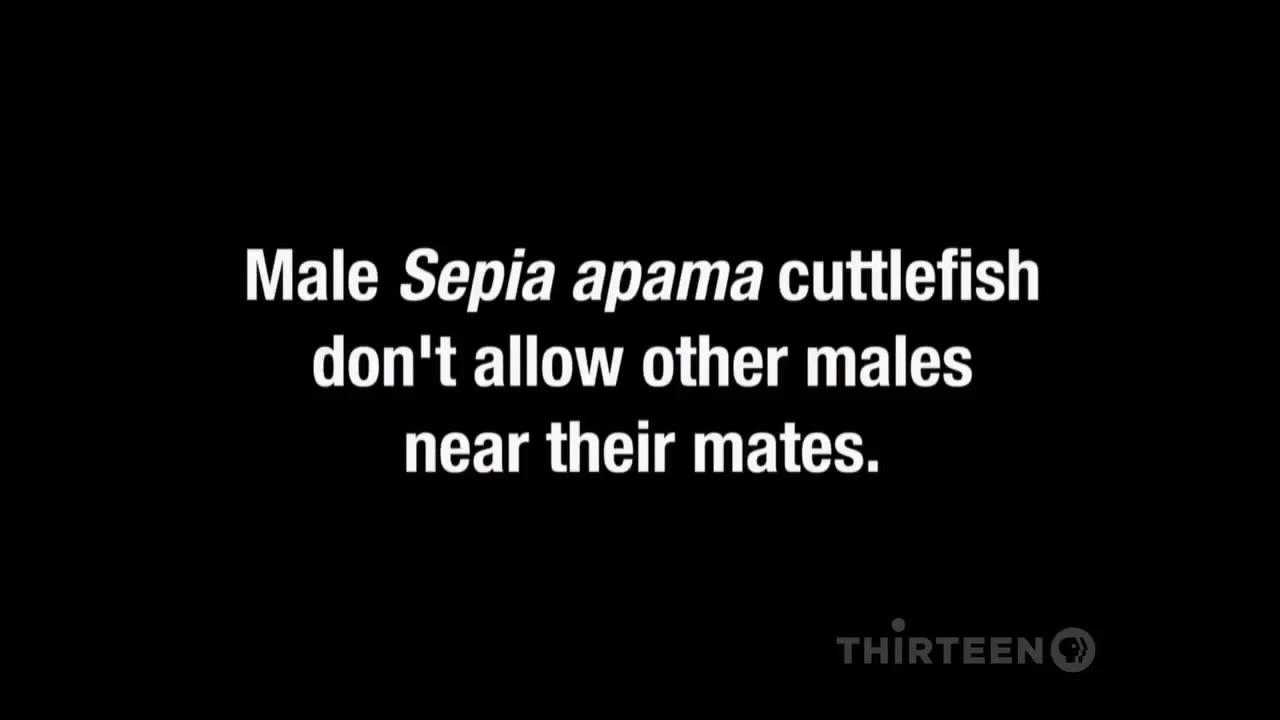 Male Sepia apama cuttlefish
don't allow other males
near their mates.
THIRTEEN